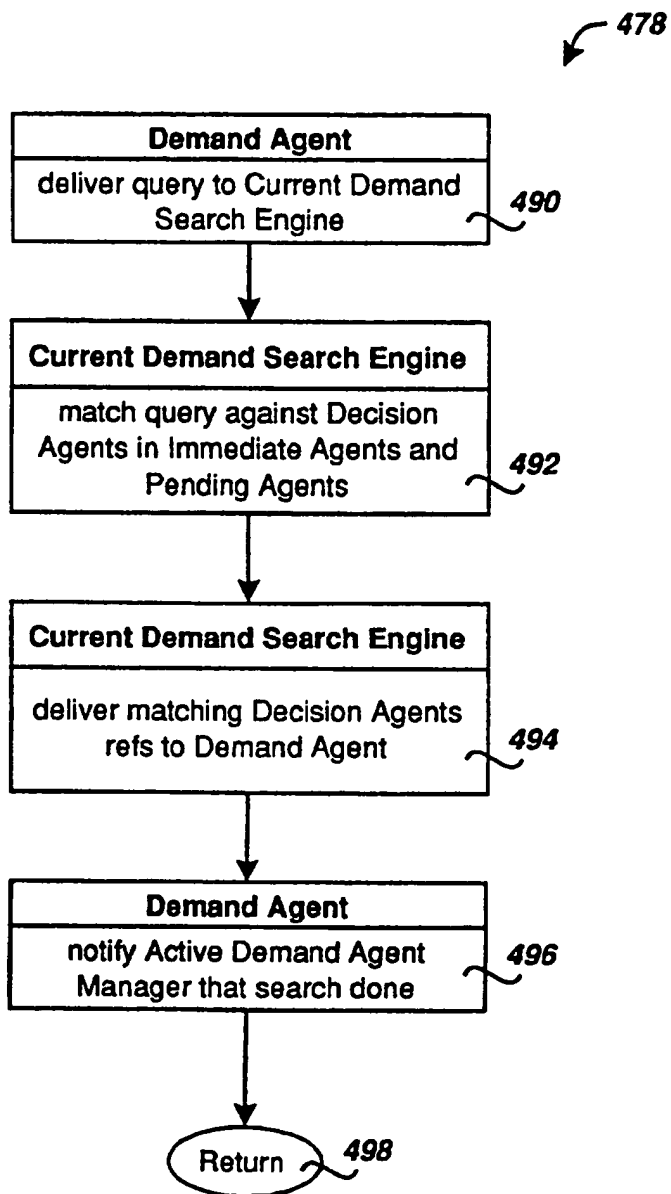 478
Demand Agent
deliver query to Current Demand
Search Engine
490
Current Demand Search Engine
match query against Decision
Agents in Immediate Agents and
Pending Agents
492
Current Demand Search Engine
deliver matching Decision Agents
refs to Demand Agent
494
Demand Agent
notify Active Demand Agent
Manager that search done
496
Return
498